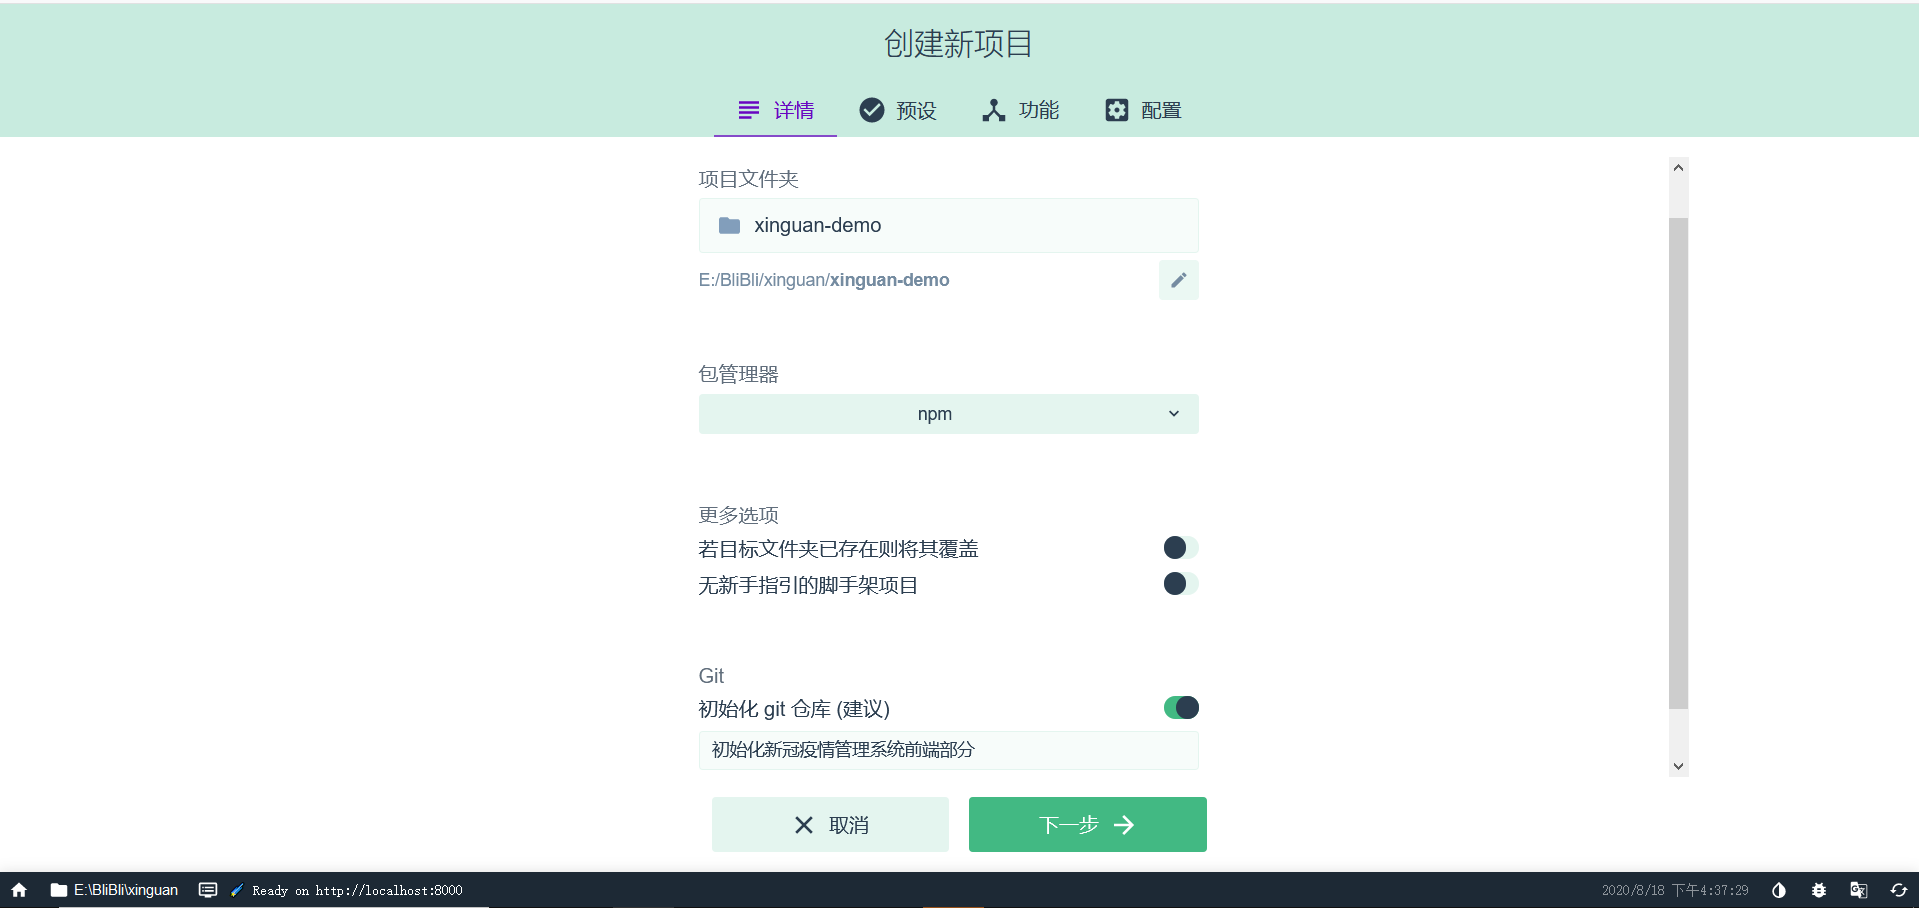 创建新项目
详情 预设 功能 配置
项目文件夹
xinguan-demo
E:/BliBli/xinguan/xinguan-demo
包管理器
npm
更多选项
若目标文件夹已存在则将其覆盖
无新手指引的脚手架项目
Git
初始化 git 仓库 (建议)
初始化新冠疫情管理系统前端部分
取消 下一步
E:\BliBli\xinguan Ready on http://localhost:8000 2020/8/18 下午4:37:29